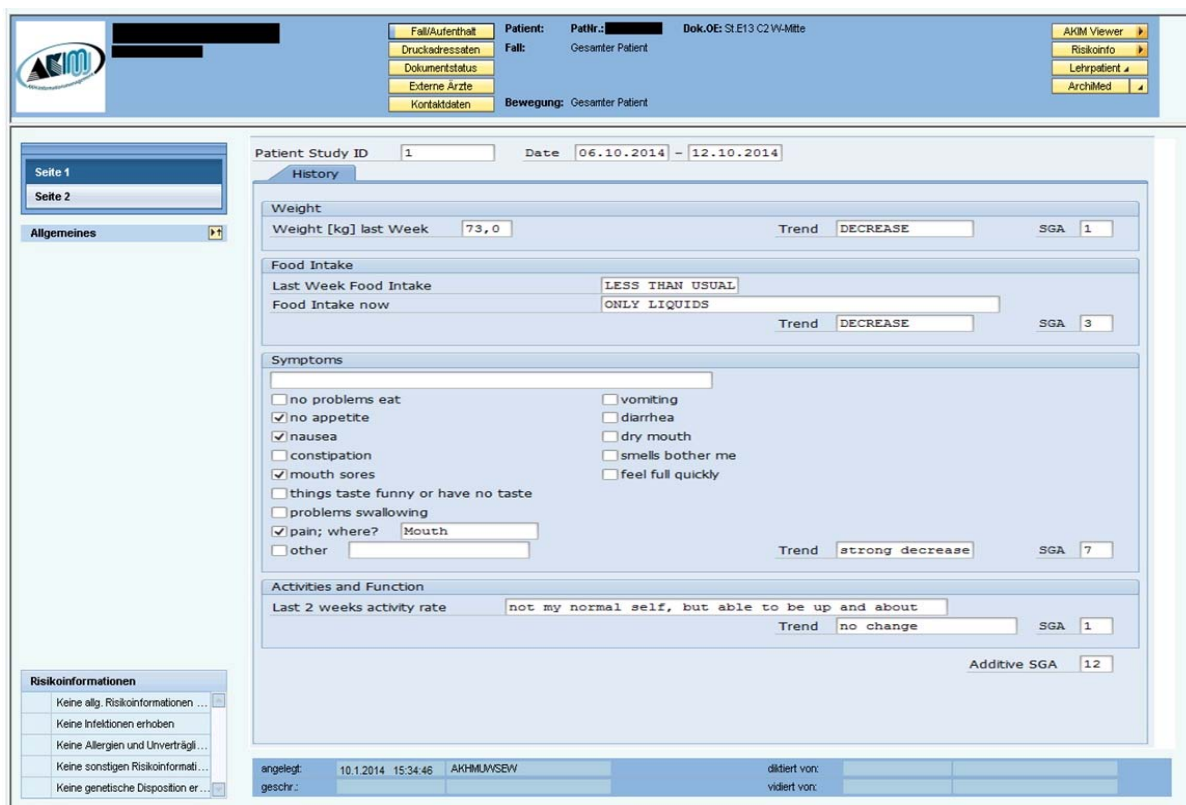 AKIM
Fall/Aufenthalt Patient: PatNr.: Dok.OE: St.E13 C2 W-Mitte AKIM Viewer
Druckadressaten Fall: Gesamter Patient Risikoinfo
Dokumentstatus Lehrpatient
Externe Ärzte ArchiMed
Kontaktdaten Bewegung: Gesamter Patient
Seite 1
Seite 2
Allgemeines
Patient Study ID 1 Date 06.10.2014 - 12.10.2014
History
Weight
Weight [kg] last Week 73,0 Trend DECREASE SGA 1
Food Intake
Last Week Food Intake LESS THAN USUAL
Food Intake now ONLY LIQUIDS
Trend DECREASE SGA 3
Symptoms
no problems eat vomiting
no appetite diarrhea
nausea dry mouth
constipation smells bother me
mouth sores feel full quickly
things taste funny or have no taste
problems swallowing
pain; where? Mouth
other Trend strong decrease SGA 7
Activities and Function
Last 2 weeks activity rate not my normal self, but able to be up and about
Trend no change SGA 1
Additive SGA 12
Risikoinformationen
Keine allg. Risikoinformationen ...
Keine Infektionen erhoben
Keine Allergien und Unverträgli...
Keine sonstigen Risikoinformati...
Keine genetische Disposition er...
angelegt: 10.1.2014 15:34:46 AKHMUWSEW diktiert von:
geschr.: vidiert von: